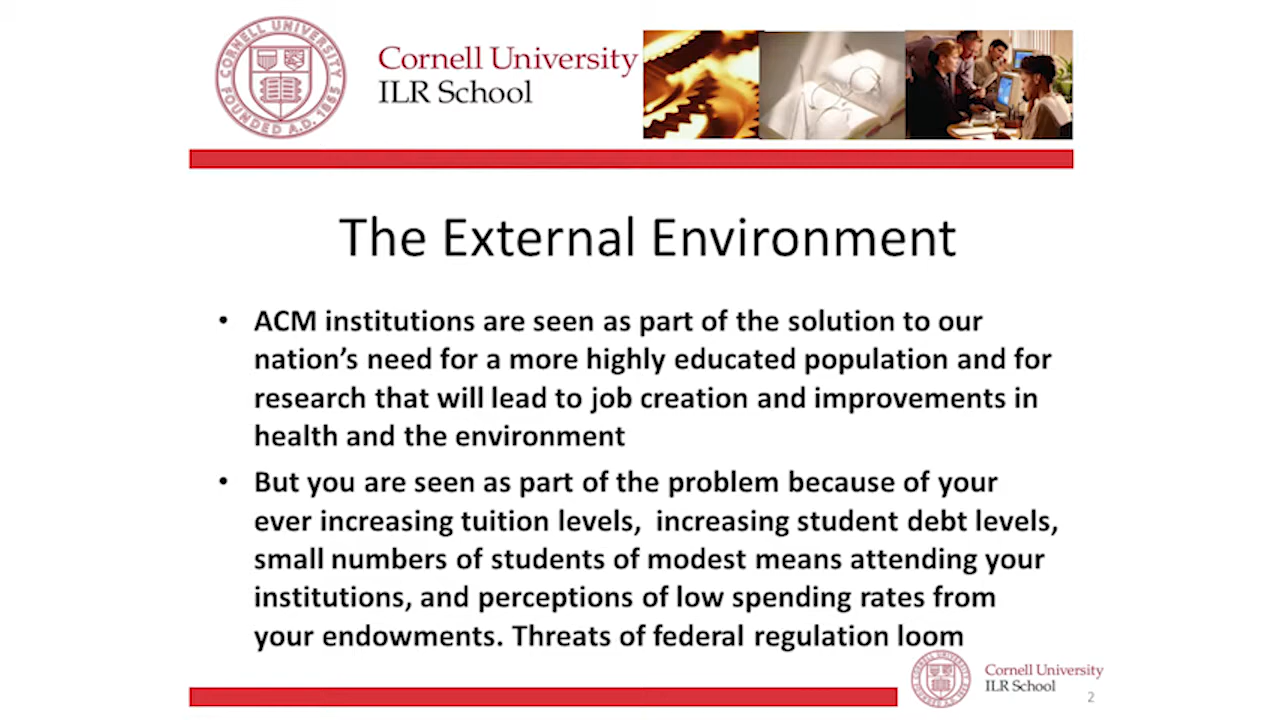 CORNELL UNIVERSITY
FOUNDED A.D. 1865
Cornell University
ILR School
The External Environment
• ACM institutions are seen as part of the solution to our
nation’s need for a more highly educated population and for
research that will lead to job creation and improvements in
health and the environment
• But you are seen as part of the problem because of your
ever increasing tuition levels,  increasing student debt levels,
small numbers of students of modest means attending your
institutions, and perceptions of low spending rates from
your endowments. Threats of federal regulation loom
Cornell University
ILR School
2